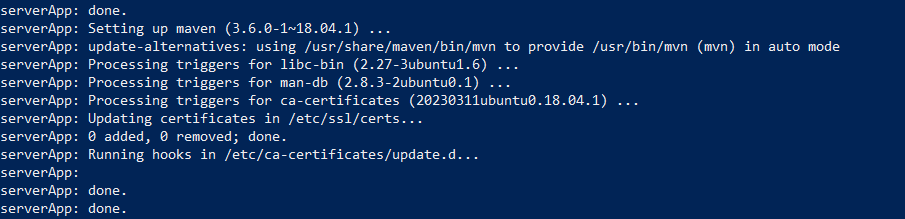 serverApp: done.
serverApp: Setting up maven (3.6.0-1~18.04.1) ...
serverApp: update-alternatives: using /usr/share/maven/bin/mvn to provide /usr/bin/mvn (mvn) in auto mode
serverApp: Processing triggers for libc-bin (2.27-3ubuntu1.6) ...
serverApp: Processing triggers for man-db (2.8.3-2ubuntu0.1) ...
serverApp: Processing triggers for ca-certificates (20230311ubuntu0.18.04.1) ...
serverApp: Updating certificates in /etc/ssl/certs...
serverApp: 0 added, 0 removed; done.
serverApp: Running hooks in /etc/ca-certificates/update.d...
serverApp:
serverApp: done.
serverApp: done.